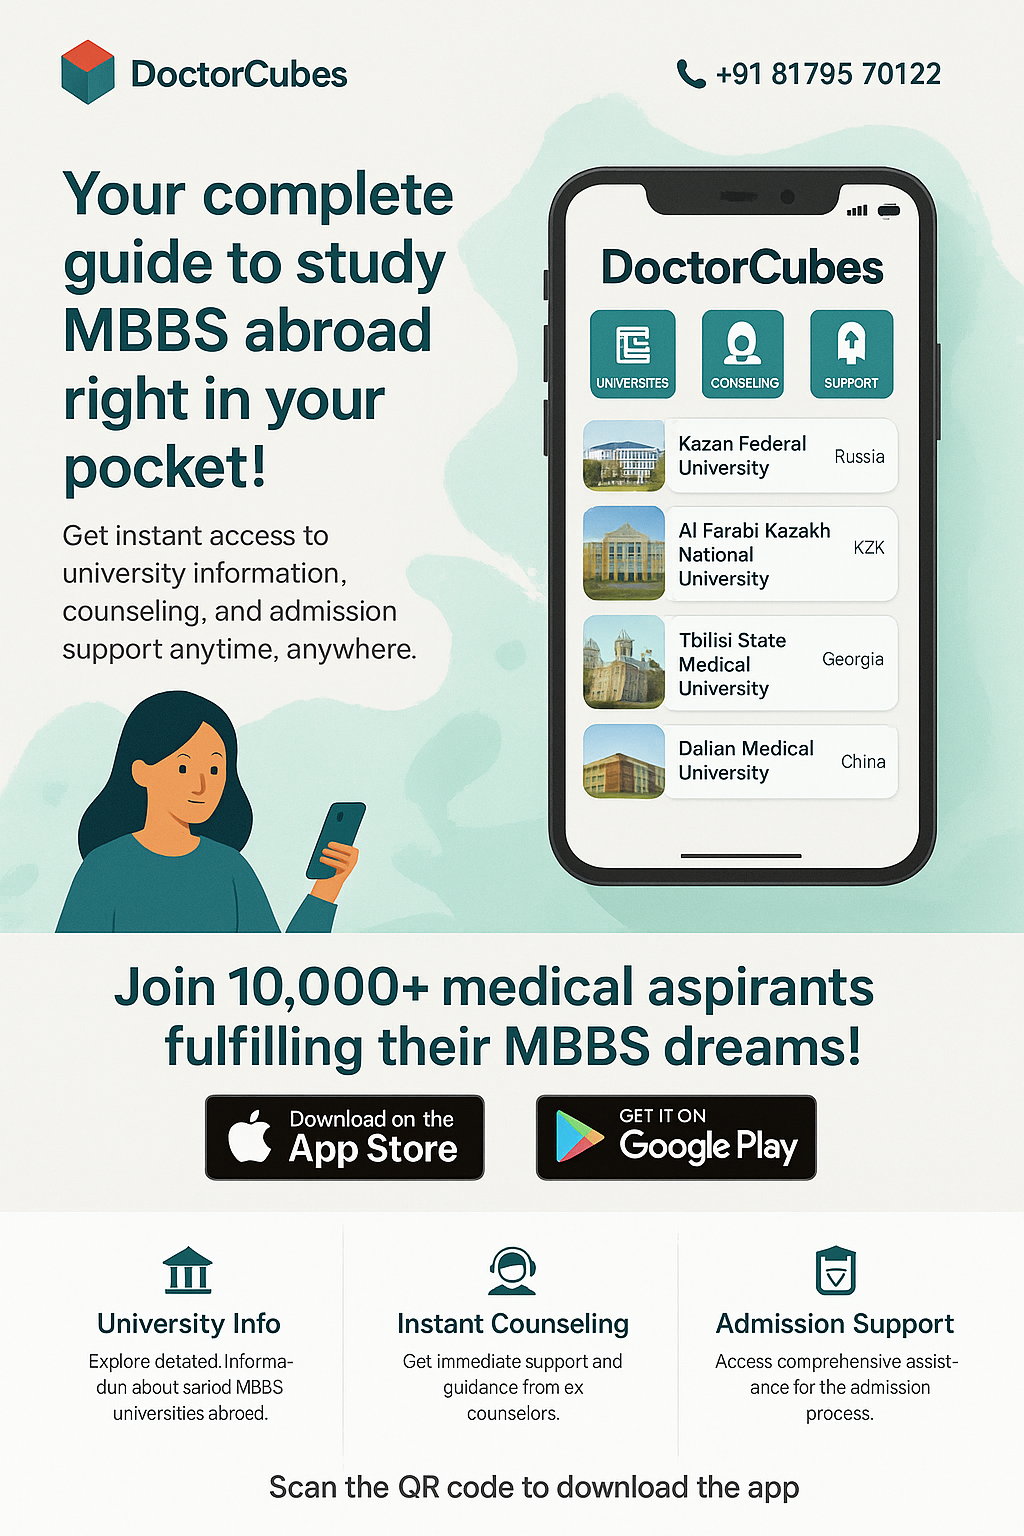 DoctorCubes
+91 81795 70122
Your complete
guide to study
MBBS abroad
right in your
pocket!
Get instant access to
university information,
counseling, and admission
support anytime, anywhere.
DoctorCubes
UNIVERSITES
CONSELING
SUPPORT
Kazan Federal
University
Russia
Al Farabi Kazakh
National
University
KZK
Tbilisi State
Medical
University
Georgia
Dalian Medical
University
China
Join 10,000+ medical aspirants
fulfilling their MBBS dreams!
Download on the
App Store
GET IT ON
Google Play
University Info
Explore detated. Informa-
dun about sariod MBBS
universities abroed.
Instant Counseling
Get immediate support and
guidance from ex
counselors.
Admission Support
Access comprehensive assist-
ance for the admission
process.
Scan the QR code to download the app